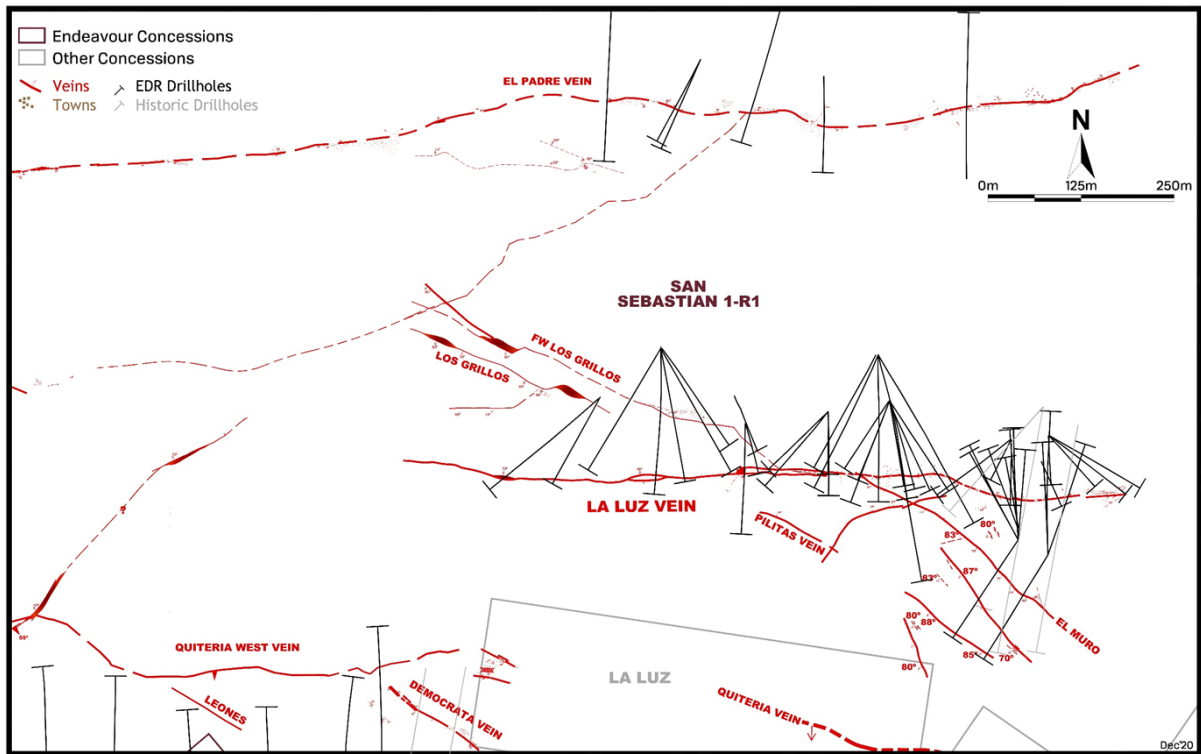 Endeavour Concessions
Other Concessions
Veins
EDR Drillholes
Towns
Historic Drillholes
EL PADRE VEIN
N
0m
125m
250m
SAN
SEBASTIAN 1-R1
FW LOS GRILLOS
LOS GRILLOS
LA LUZ VEIN
PILITAS VEIN
80°
83°
87°
83°
80°
88°
85°
70°
80°
EL MURO
QUITERIA WEST VEIN
LEONES
DEMOCRATA VEIN
LA LUZ
QUITERIA VEIN
Dec'20